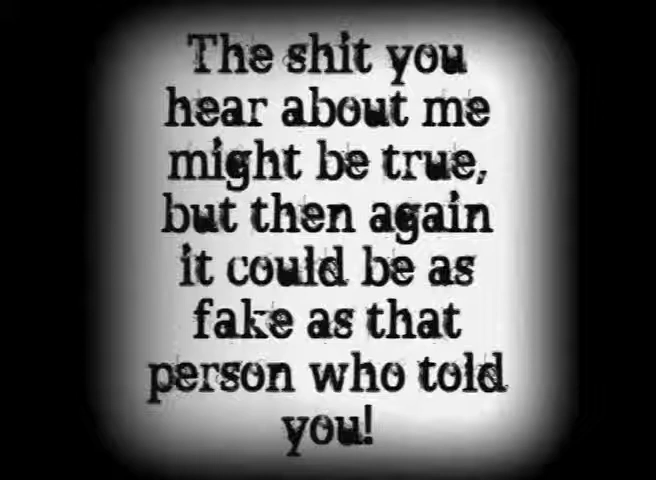 The shit you
hear about me
might be true,
but then again
it could be as
fake as that
person who told
you!